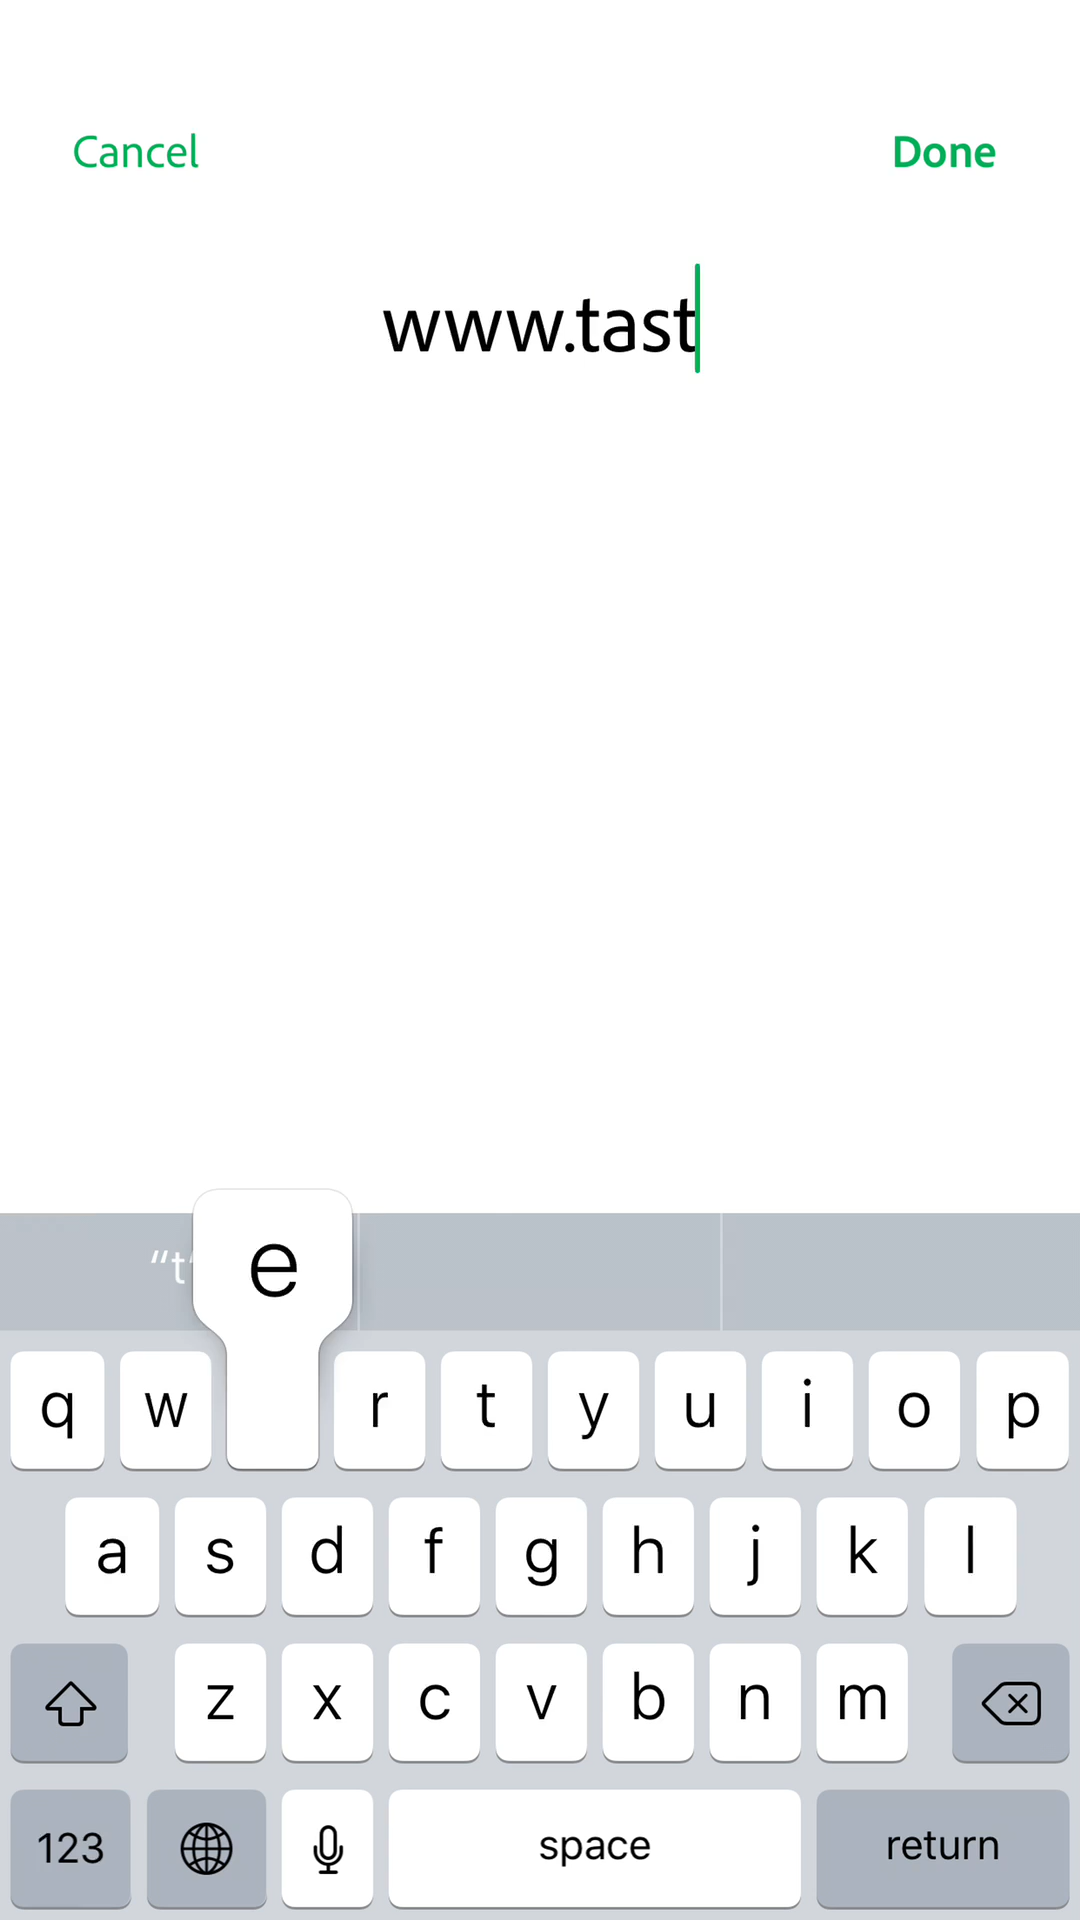 Cancel Done
www.tast
“t“
e
q w r t y u i o p
a s d f g h j k l
z x c v b n m
123 space return